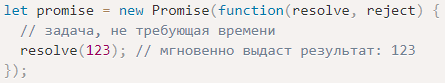 let promise = new Promise(function(resolve, reject) {
  // задача, не требующая времени
  resolve(123); // мгновенно выдаст результат: 123
});